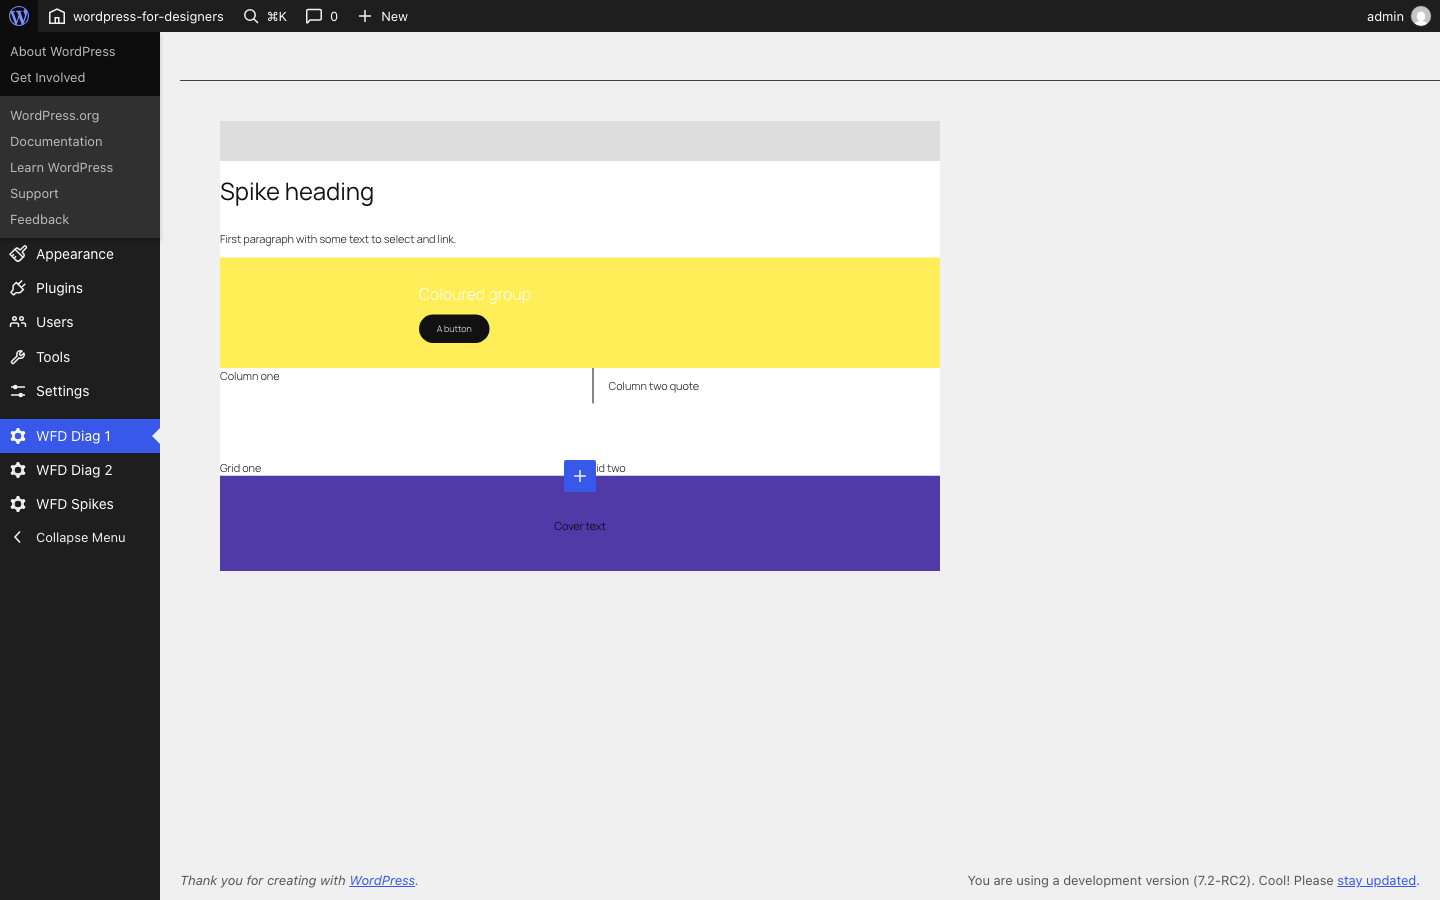 wordpress-for-designers
⌘K
0
New
admin
About WordPress
Get Involved
WordPress.org
Documentation
Learn WordPress
Support
Feedback
Appearance
Plugins
Users
Tools
Settings
WFD Diag 1
WFD Diag 2
WFD Spikes
Collapse Menu
Spike heading
First paragraph with some text to select and link.
Coloured group
A button
Column one
Column two quote
Grid one
id two
Cover text
Thank you for creating with WordPress.
You are using a development version (7.2-RC2). Cool! Please stay updated.